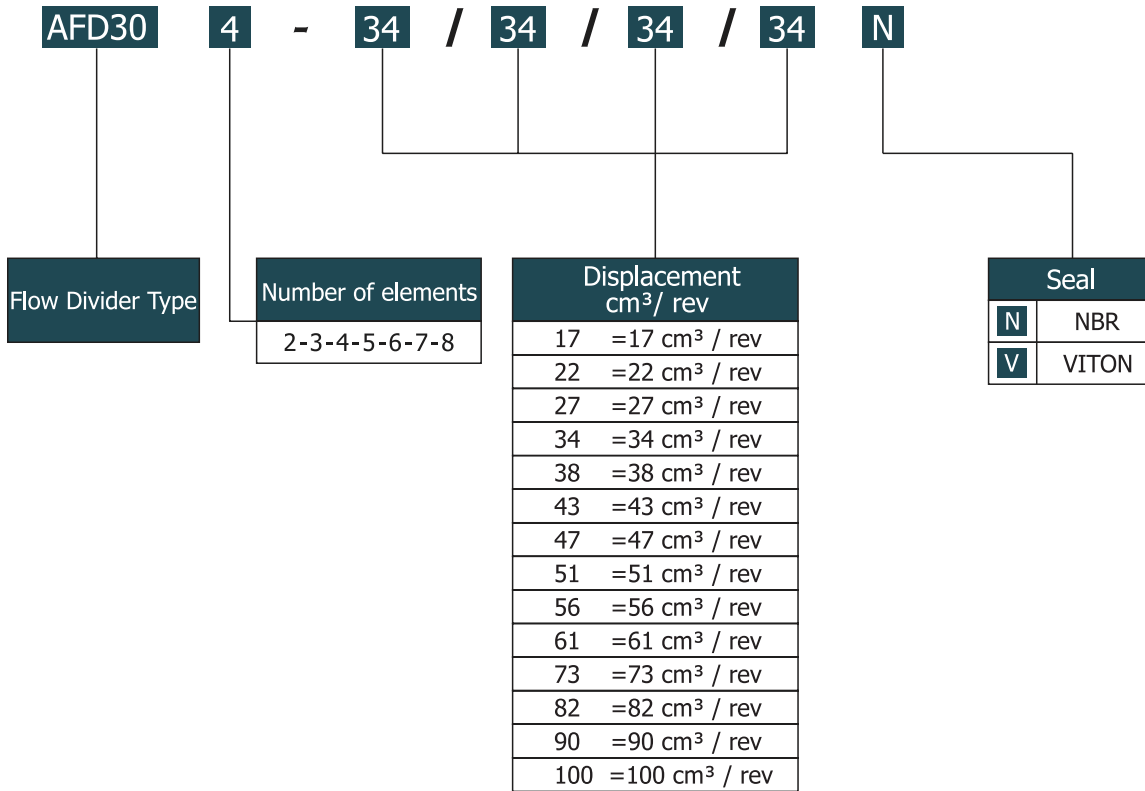 AFD30 4 - 34 / 34 / 34 / 34 N
Flow Divider Type
Number of elements
2-3-4-5-6-7-8
Displacement
cm³/ rev
17 =17 cm³ / rev
22 =22 cm³ / rev
27 =27 cm³ / rev
34 =34 cm³ / rev
38 =38 cm³ / rev
43 =43 cm³ / rev
47 =47 cm³ / rev
51 =51 cm³ / rev
56 =56 cm³ / rev
61 =61 cm³ / rev
73 =73 cm³ / rev
82 =82 cm³ / rev
90 =90 cm³ / rev
100 =100 cm³ / rev
Seal
N NBR
V VITON